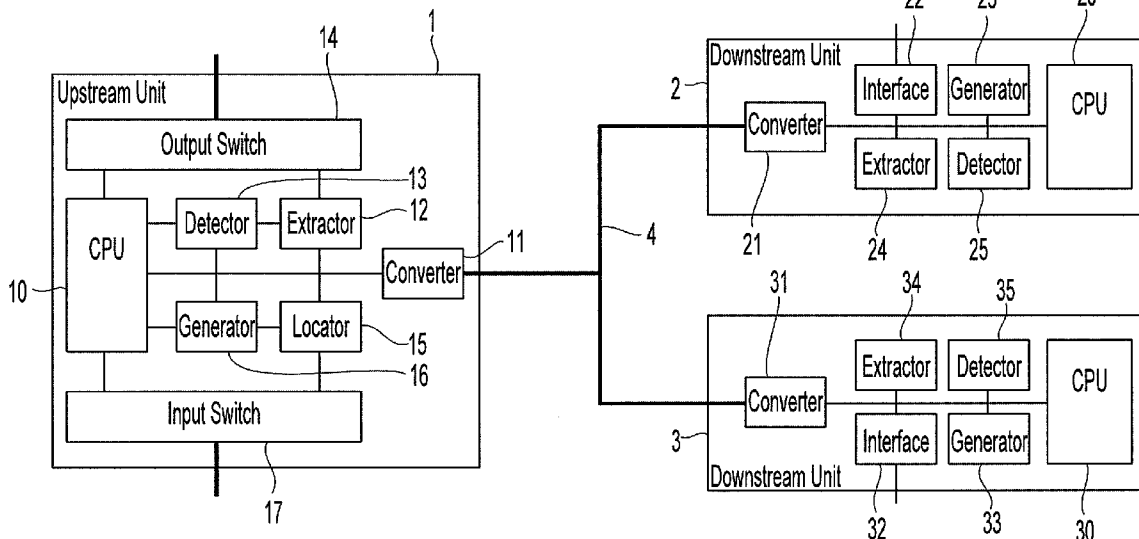 22
1
14
Upstream Unit
Output Switch
13
Detector
Extractor
12
CPU
11
10
Converter
Generator
Locator
15
16
Input Switch
17
4
Downstream Unit
2
Interface
Generator
CPU
Converter
Extractor
Detector
21
24
25
31
34
35
Extractor
Detector
CPU
Converter
3
Interface
Generator
Downstream Unit
32
33
30